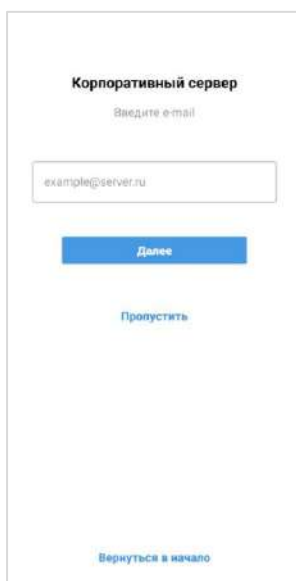 Корпоративный сервер
Введите e-mail
example@server.ru
Далее
Пропустить
Вернуться в начало